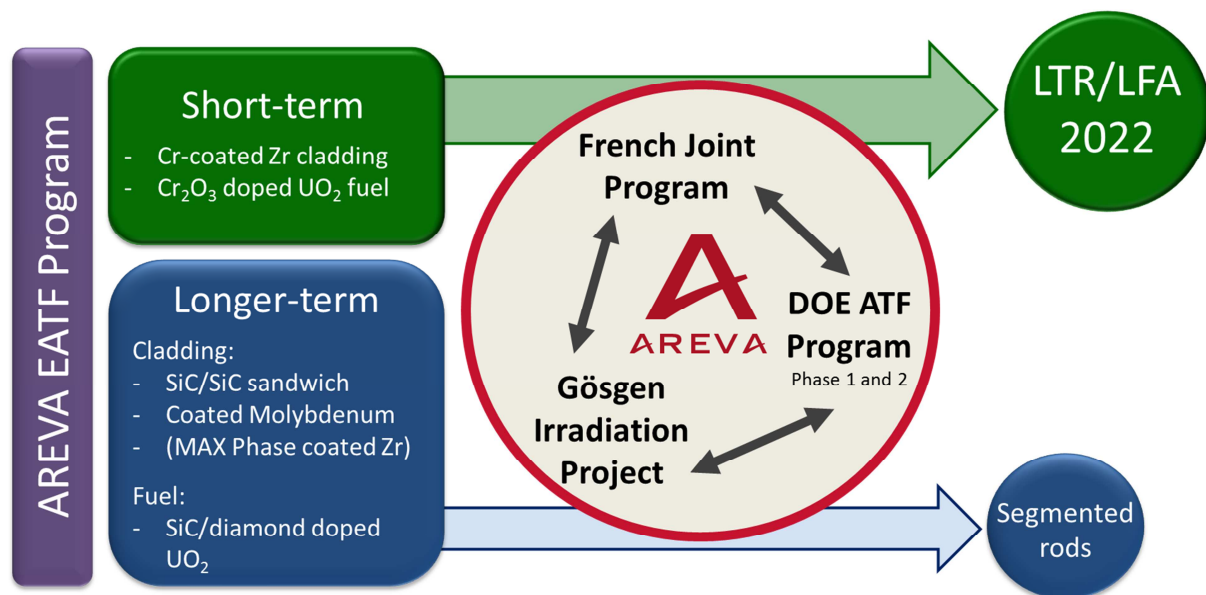 AREVA EATF Program
Short-term
- Cr-coated Zr cladding
- Cr₂O₃ doped UO₂ fuel
Longer-term
Cladding:
- SiC/SiC sandwich
- Coated Molybdenum
- (MAX Phase coated Zr)
Fuel:
- SiC/diamond doped
UO₂
French Joint
Program
AREVA
DOE ATF
Program
Phase 1 and 2
Gösgen
Irradiation
Project
LTR/LFA
2022
Segmented
rods